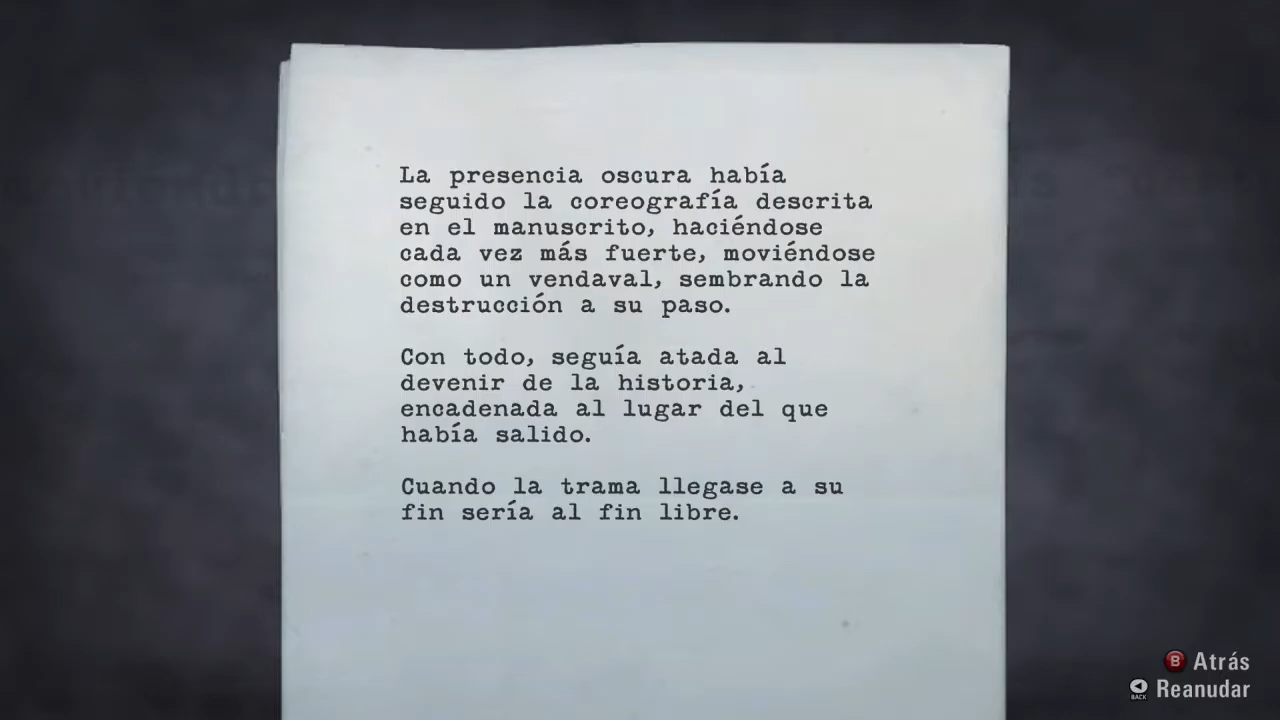 La presencia oscura había
seguido la coreografía descrita
en el manuscrito, haciéndose
cada vez más fuerte, moviéndose
como un vendaval, sembrando la
destrucción a su paso.
Con todo, seguía atada al
devenir de la historia,
encadenada al lugar del que
había salido.
Cuando la trama llegase a su
fin sería al fin libre.
B Atrás
BACK Reanudar